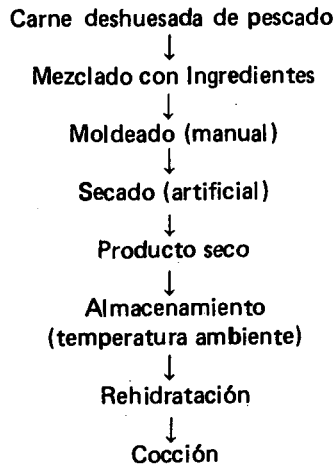 Carne deshuesada de pescado
↓
Mezclado con Ingredientes
↓
Moldeado (manual)
↓
Secado (artificial)
↓
Producto seco
↓
Almacenamiento
(temperatura ambiente)
↓
Rehidratación
↓
Cocción